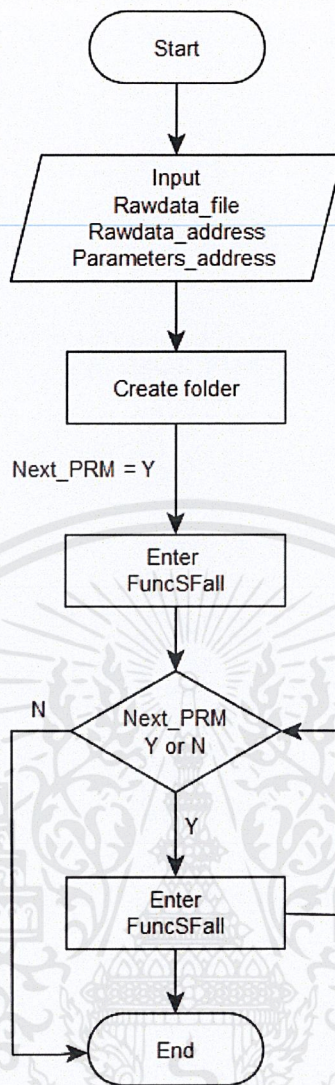 Start
Input
Rawdata_file
Rawdata_address
Parameters_address
Create folder
Next_PRM = Y
Enter
FuncSFall
N
Next_PRM
Y or N
Y
Enter
FuncSFall
End